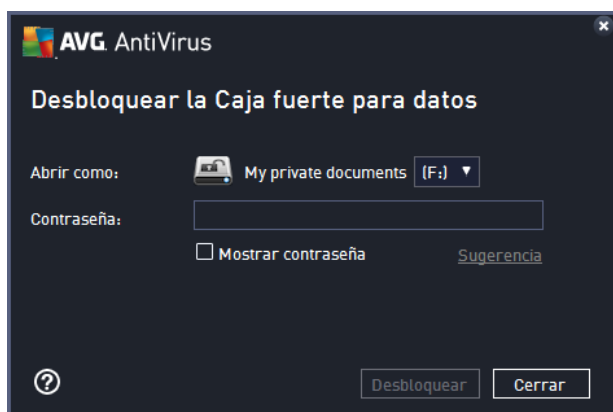 AVG. AntiVirus
Desbloquear la Caja fuerte para datos
Abrir como: My private documents (F:)
Contraseña:
Mostrar contraseña Sugerencia
? Desbloquear Cerrar